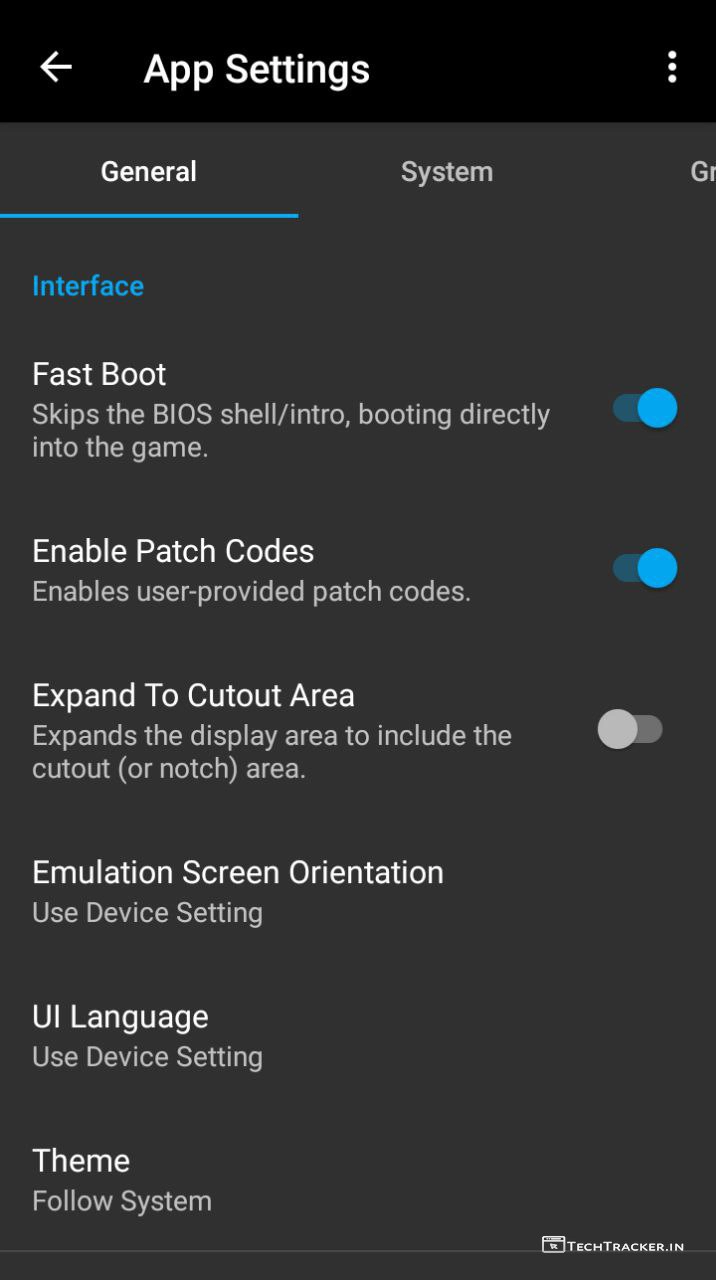 App Settings
General System Gr
Interface
Fast Boot
Skips the BIOS shell/intro, booting directly
into the game.
Enable Patch Codes
Enables user-provided patch codes.
Expand To Cutout Area
Expands the display area to include the
cutout (or notch) area.
Emulation Screen Orientation
Use Device Setting
UI Language
Use Device Setting
Theme
Follow System
TECHTRACKER.IN